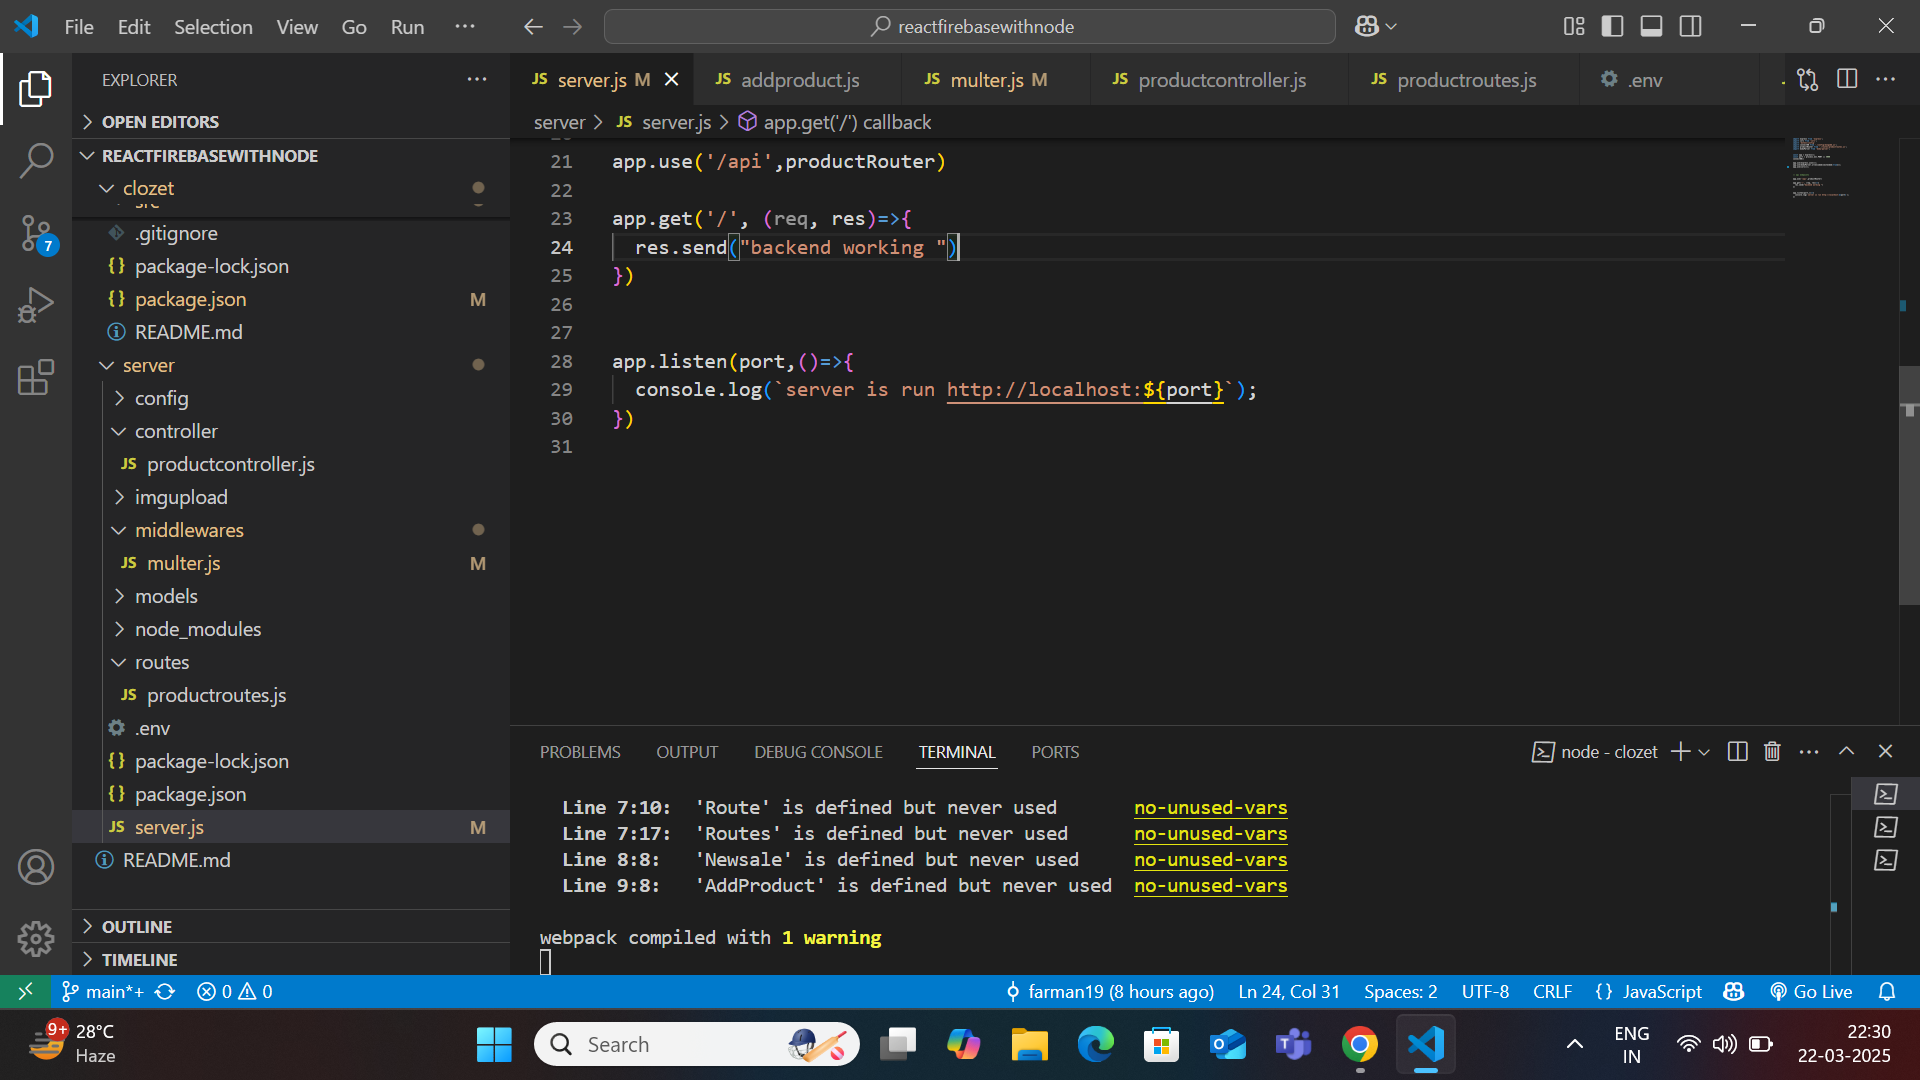 File Edit Selection View Go Run ··· reactfirebasewithnode
EXPLORER
OPEN EDITORS
REACTFIREBASEWITHNODE
clozet
src
.gitignore
package-lock.json
package.json M
README.md
server
config
controller
JS productcontroller.js
imgupload
middlewares
JS multer.js M
models
node_modules
routes
JS productroutes.js
.env
package-lock.json
package.json
JS server.js M
README.md
OUTLINE
TIMELINE
7
JS server.js M JS addproduct.js JS multer.js M JS productcontroller.js JS productroutes.js .env
server > JS server.js > app.get('/') callback
21 app.use('/api',productRouter)
22
23 app.get('/', (req, res)=>{
24 res.send("backend working ")
25 })
26
27
28 app.listen(port,()=>{
29 console.log(`server is run http://localhost:${port}`);
30 })
31
PROBLEMS OUTPUT DEBUG CONSOLE TERMINAL PORTS node - clozet
Line 7:10: 'Route' is defined but never used no-unused-vars
Line 7:17: 'Routes' is defined but never used no-unused-vars
Line 8:8: 'Newsale' is defined but never used no-unused-vars
Line 9:8: 'AddProduct' is defined but never used no-unused-vars
webpack compiled with 1 warning
main*+ 0 0 farman19 (8 hours ago) Ln 24, Col 31 Spaces: 2 UTF-8 CRLF {} JavaScript Go Live
9+ 28°C
Haze
Search
ENG
IN
22:30
22-03-2025